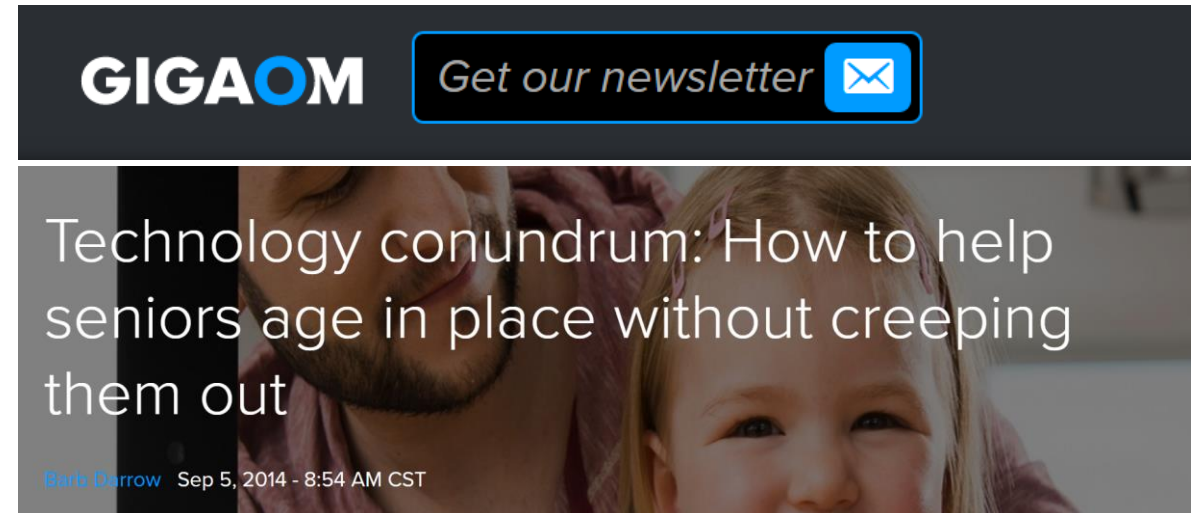 GIGAOM
Get our newsletter
Technology conundrum: How to help
seniors age in place without creeping
them out
Barb Darrow Sep 5, 2014 - 8:54 AM CST